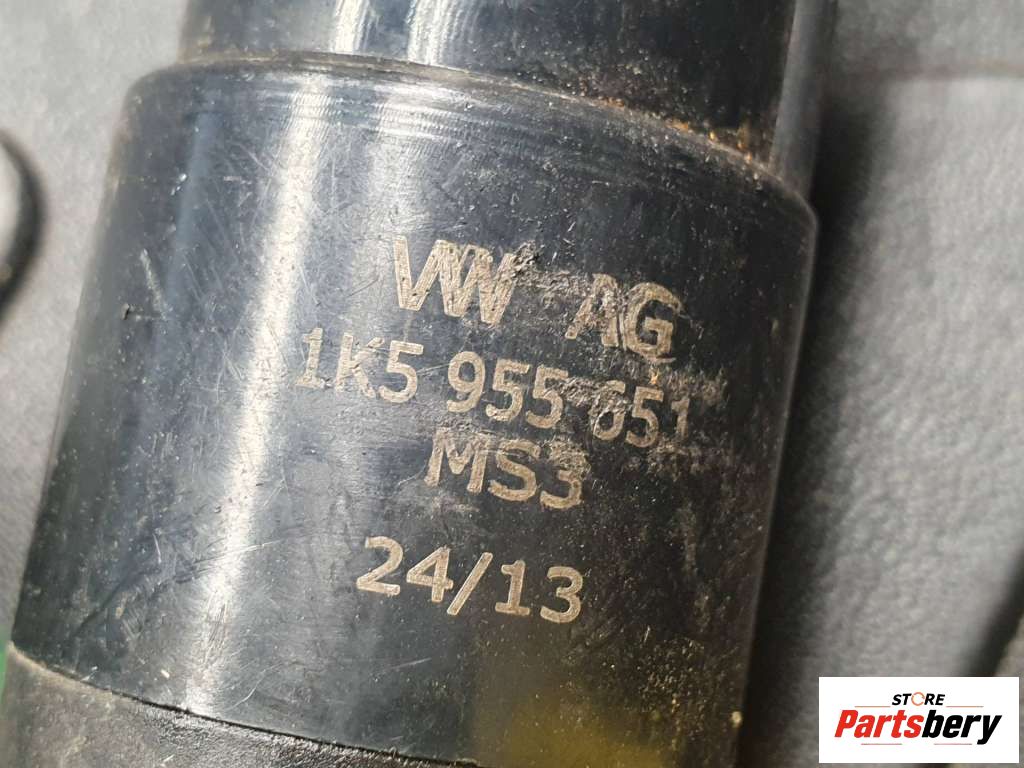 VW AG
1K5 955 651
MS3
24/13
STORE
Partsbery